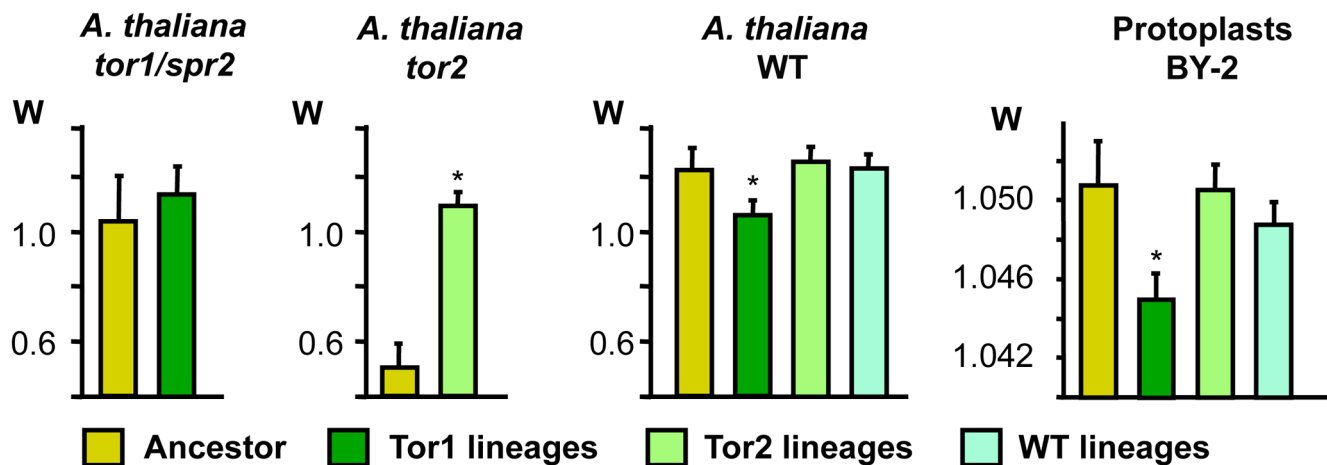 A. thaliana
tor1/spr2
A. thaliana
tor2
A. thaliana
WT
Protoplasts
BY-2
W
1.0
0.6
W
*
1.0
0.6
W
*
1.0
0.6
W
*
1.050
1.046
1.042
Ancestor
Tor1 lineages
Tor2 lineages
WT lineages